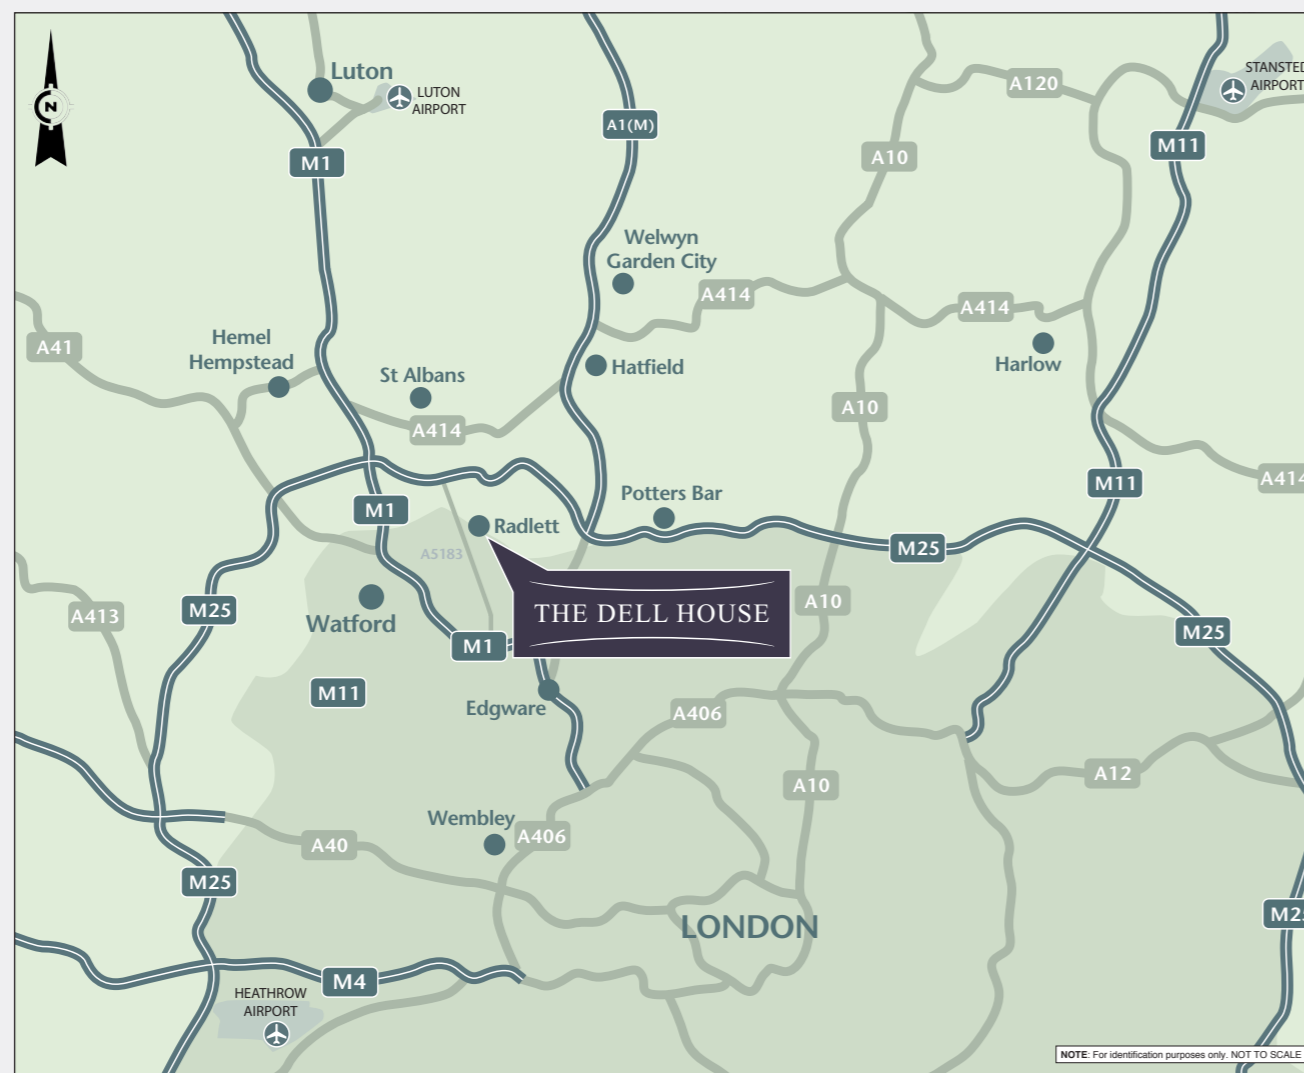 N
Luton
LUTON
AIRPORT
M1
A1(M)
A10
A120
STANSTED
AIRPORT
M11
Welwyn
Garden City
A414
A414
Harlow
A41
Hemel
Hempstead
St Albans
Hatfield
A414
A10
M1
Potters Bar
M11
A414
Radlett
A5183
M25
A413
M25
Watford
THE DELL HOUSE
A10
M25
M1
M11
Edgware
A406
A12
A10
Wembley
A406
A40
M25
LONDON
M25
M4
HEATHROW
AIRPORT
NOTE: For identification purposes only. NOT TO SCALE